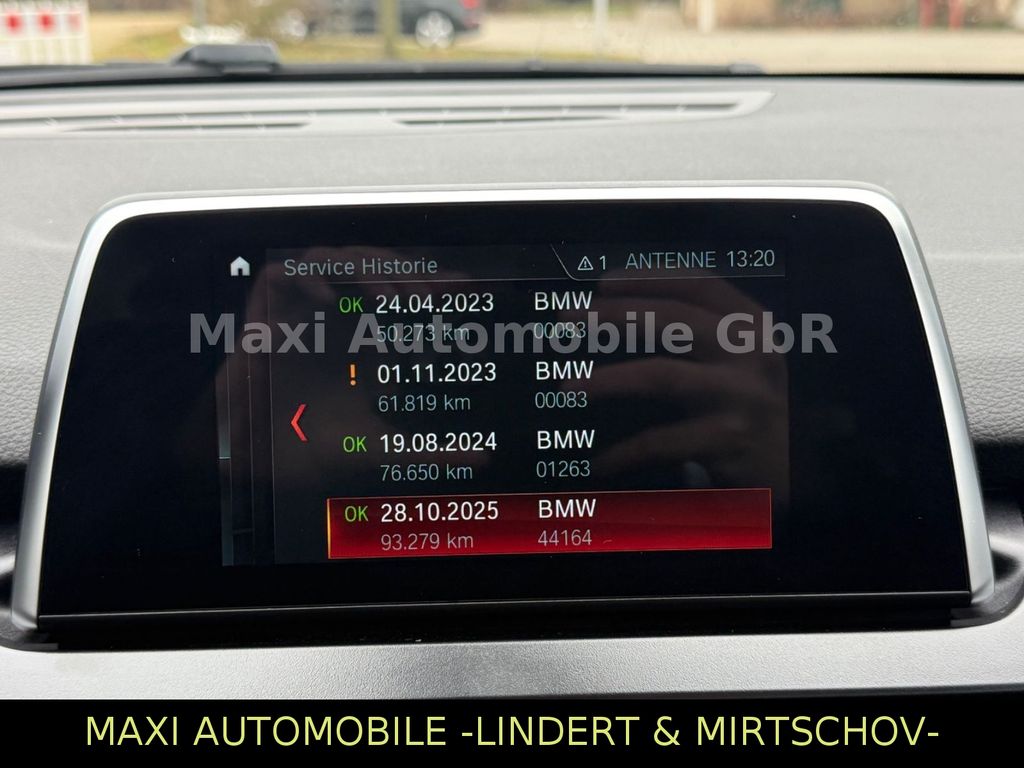 Service Historie
1 ANTENNE 13:20
OK 24.04.2023 BMW
50.273 km 00083
Maxi Automobile GbR
! 01.11.2023 BMW
61.819 km 00083
OK 19.08.2024 BMW
76.650 km 01263
OK 28.10.2025 BMW
93.279 km 44164
MAXI AUTOMOBILE -LINDERT & MIRTSCHOV-